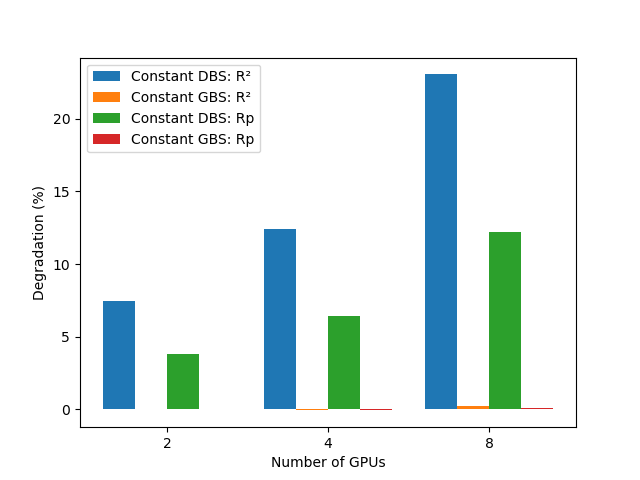 Constant DBS: R²
Constant GBS: R²
Constant DBS: Rp
Constant GBS: Rp
Degradation (%)
20
15
10
5
0
2 4 8
Number of GPUs